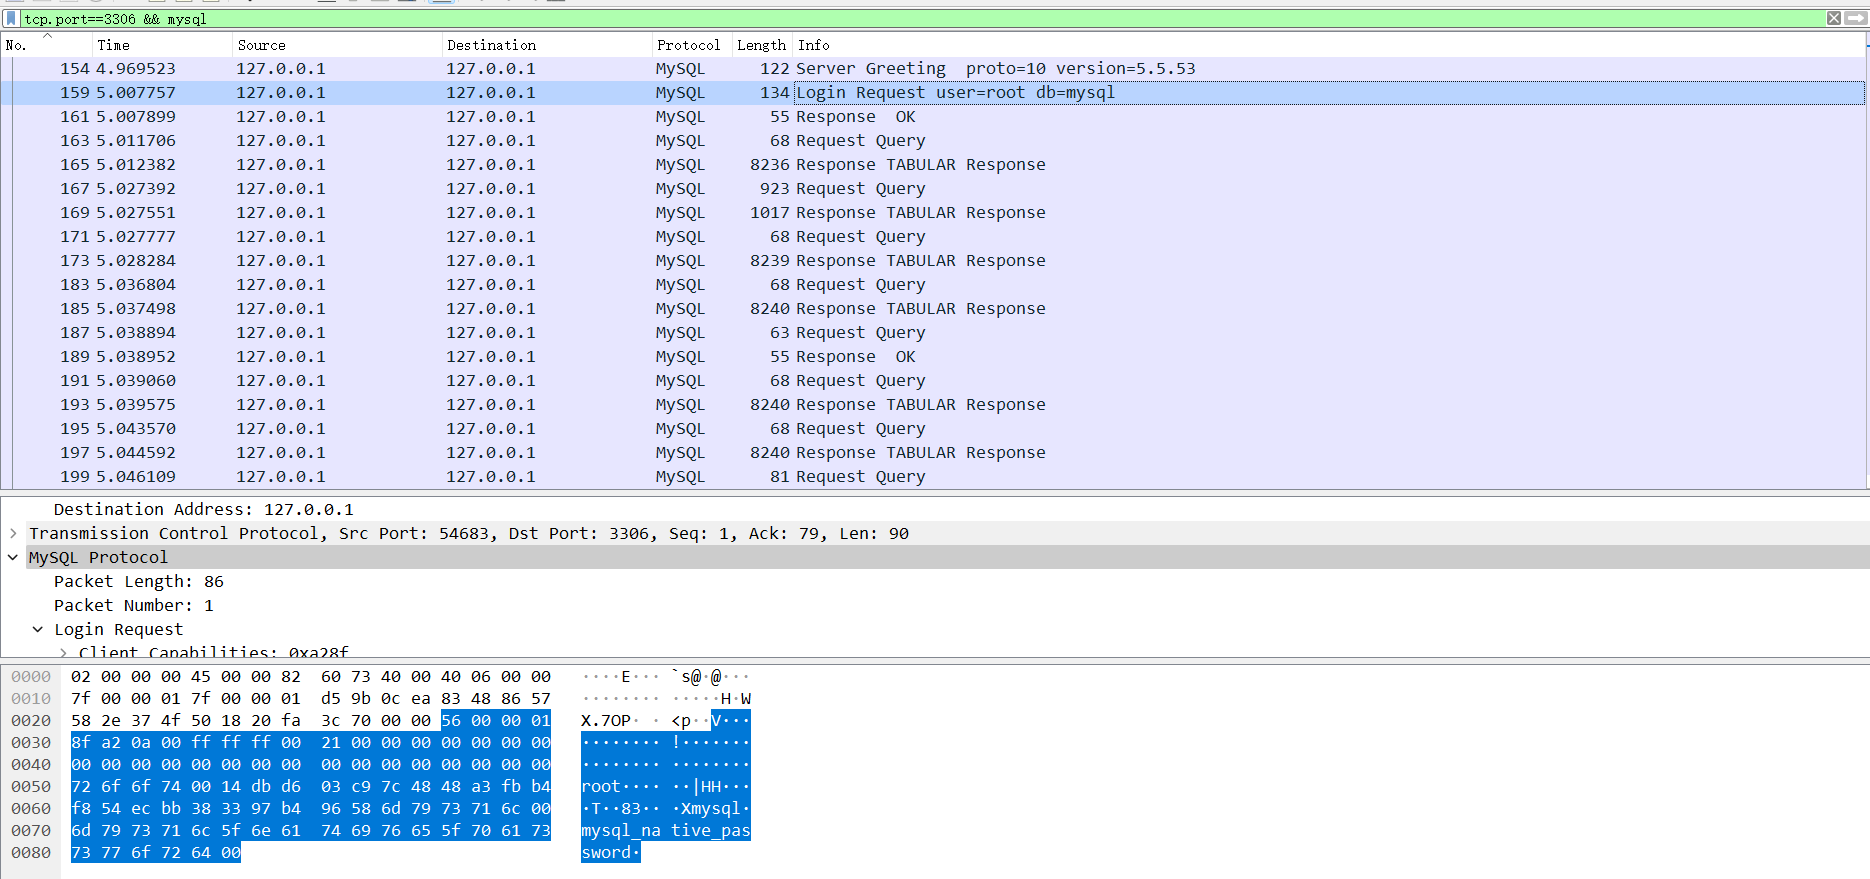 tcp.port==3306 && mysql
No. Time Source Destination Protocol Length Info
154 4.969523 127.0.0.1 127.0.0.1 MySQL 122 Server Greeting  proto=10 version=5.5.53
159 5.007757 127.0.0.1 127.0.0.1 MySQL 134 Login Request user=root db=mysql
161 5.007899 127.0.0.1 127.0.0.1 MySQL 55 Response  OK
163 5.011706 127.0.0.1 127.0.0.1 MySQL 68 Request Query
165 5.012382 127.0.0.1 127.0.0.1 MySQL 8236 Response TABULAR Response
167 5.027392 127.0.0.1 127.0.0.1 MySQL 923 Request Query
169 5.027551 127.0.0.1 127.0.0.1 MySQL 1017 Response TABULAR Response
171 5.027777 127.0.0.1 127.0.0.1 MySQL 68 Request Query
173 5.028284 127.0.0.1 127.0.0.1 MySQL 8239 Response TABULAR Response
183 5.036804 127.0.0.1 127.0.0.1 MySQL 68 Request Query
185 5.037498 127.0.0.1 127.0.0.1 MySQL 8240 Response TABULAR Response
187 5.038894 127.0.0.1 127.0.0.1 MySQL 63 Request Query
189 5.038952 127.0.0.1 127.0.0.1 MySQL 55 Response  OK
191 5.039060 127.0.0.1 127.0.0.1 MySQL 68 Request Query
193 5.039575 127.0.0.1 127.0.0.1 MySQL 8240 Response TABULAR Response
195 5.043570 127.0.0.1 127.0.0.1 MySQL 68 Request Query
197 5.044592 127.0.0.1 127.0.0.1 MySQL 8240 Response TABULAR Response
199 5.046109 127.0.0.1 127.0.0.1 MySQL 81 Request Query
Destination Address: 127.0.0.1
Transmission Control Protocol, Src Port: 54683, Dst Port: 3306, Seq: 1, Ack: 79, Len: 90
MySQL Protocol
Packet Length: 86
Packet Number: 1
Login Request
Client Capabilities: 0xa28f
0000 02 00 00 00 45 00 00 82 60 73 40 00 40 06 00 00 ····E··· `s@·@···
0010 7f 00 00 01 7f 00 00 01 d5 9b 0c ea 83 48 86 57 ········ ·····H·W
0020 58 2e 37 4f 50 18 20 fa 3c 70 00 00 56 00 00 01 X.7OP· · <p··V···
0030 8f a2 0a 00 ff ff ff 00 21 00 00 00 00 00 00 00 ········ !·······
0040 00 00 00 00 00 00 00 00 00 00 00 00 00 00 00 00 ········ ········
0050 72 6f 6f 74 00 14 db d6 03 c9 7c 48 48 a3 fb b4 root···· ··|HH···
0060 f8 54 ec bb 38 33 97 b4 96 58 6d 79 73 71 6c 00 ·T··83·· ·Xmysql·
0070 6d 79 73 71 6c 5f 6e 61 74 69 76 65 5f 70 61 73 mysql_na tive_pas
0080 73 77 6f 72 64 00 sword·